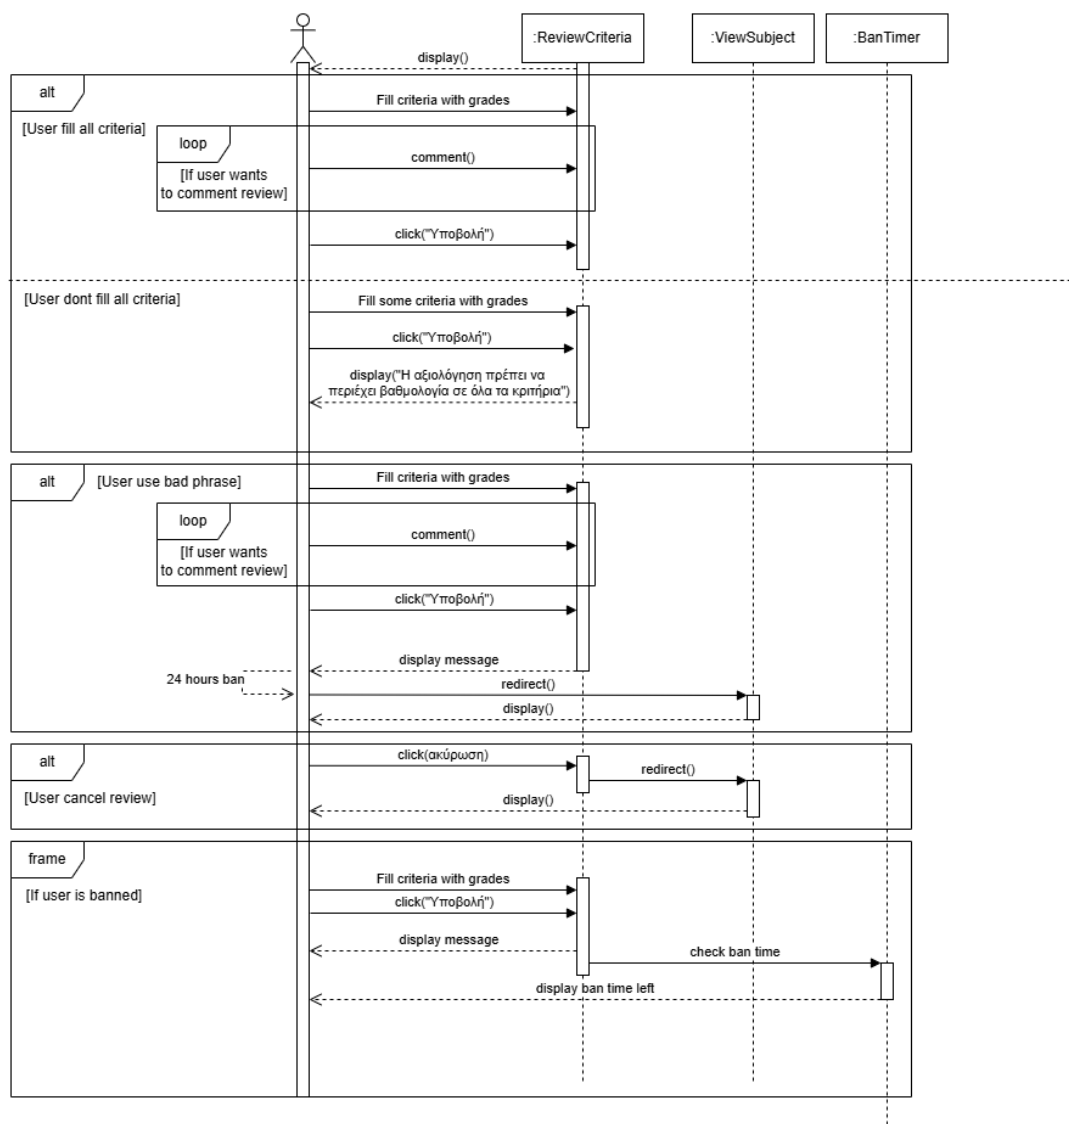 :ReviewCriteria
:ViewSubject
:BanTimer
display()
alt
Fill criteria with grades
[User fill all criteria]
loop
comment()
[If user wants
to comment review]
click("Υποβολή")
[User dont fill all criteria]
Fill some criteria with grades
click("Υποβολή")
display("Η αξιολόγηση πρέπει να
περιέχει βαθμολογία σε όλα τα κριτήρια")
alt
[User use bad phrase]
Fill criteria with grades
loop
comment()
[If user wants
to comment review]
click("Υποβολή")
display message
24 hours ban
redirect()
display()
alt
click(ακύρωση)
redirect()
[User cancel review]
display()
frame
Fill criteria with grades
[If user is banned]
click("Υποβολή")
display message
check ban time
display ban time left